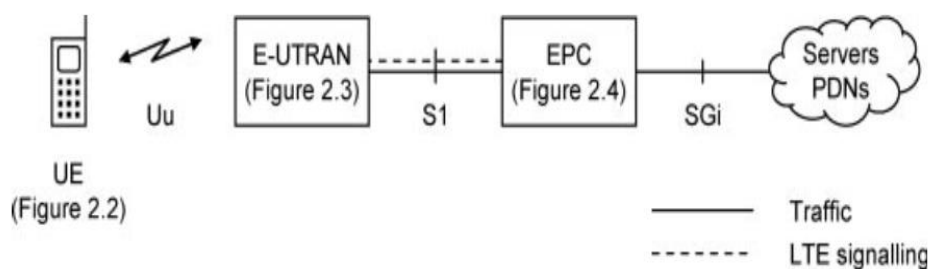 E-UTRAN
(Figure 2.3)
EPC
(Figure 2.4)
Servers
PDNs
Uu
S1
SGi
UE
(Figure 2.2)
Traffic
LTE signalling